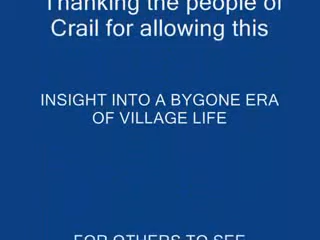 Thanking the people of
Crail for allowing this
INSIGHT INTO A BYGONE ERA
OF VILLAGE LIFE
FOR OTHERS TO SEE